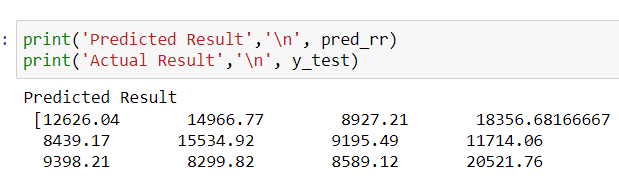 : print('Predicted Result','\n', pred_rr)
print('Actual Result','\n', y_test)
Predicted Result
[12626.04 14966.77 8927.21 18356.68166667
8439.17 15534.92 9195.49 11714.06
9398.21 8299.82 8589.12 20521.76